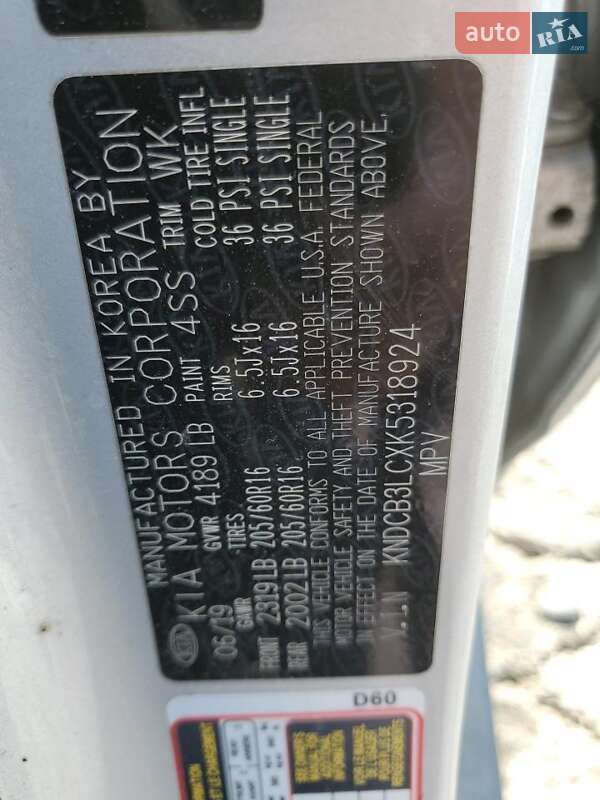 auto RIA.com
MANUFACTURED IN KOREA BY
KIA MOTORS CORPORATION
06/19 GVWR 4189 LB PAINT 4SS TRIM WK
GAWR TIRES RIMS COLD TIRE INFL
FRONT 2319LB 205/60R16 6.5Jx16 36 PSI SINGLE
REAR 2002LB 205/60R16 6.5Jx16 36 PSI SINGLE
THIS VEHICLE CONFORMS TO ALL APPLICABLE U.S.A. FEDERAL
MOTOR VEHICLE SAFETY AND THEFT PREVENTION STANDARDS
IN EFFECT ON THE DATE OF MANUFACTURE SHOWN ABOVE.
V.I.N KNDCB3LCXK5318924
MPV
D60